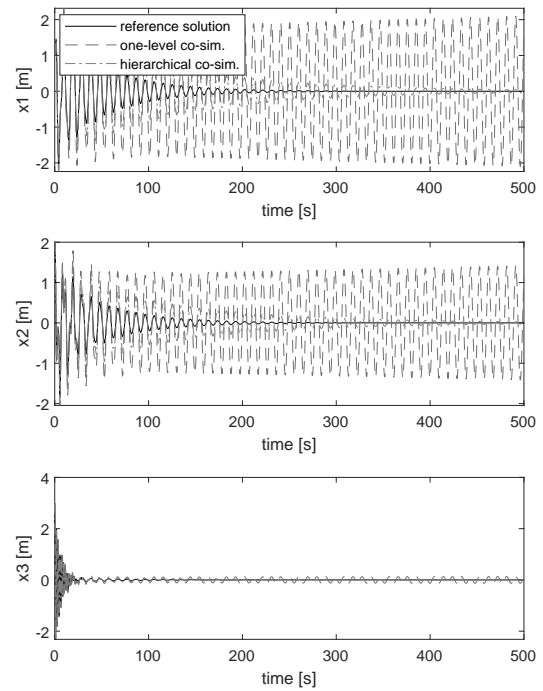 reference solution
one-level co-sim.
hierarchical co-sim.
2
1
0
-1
-2
x1 [m]
0 100 200 300 400 500
time [s]
2
1
0
-1
-2
x2 [m]
0 100 200 300 400 500
time [s]
4
2
0
-2
x3 [m]
0 100 200 300 400 500
time [s]